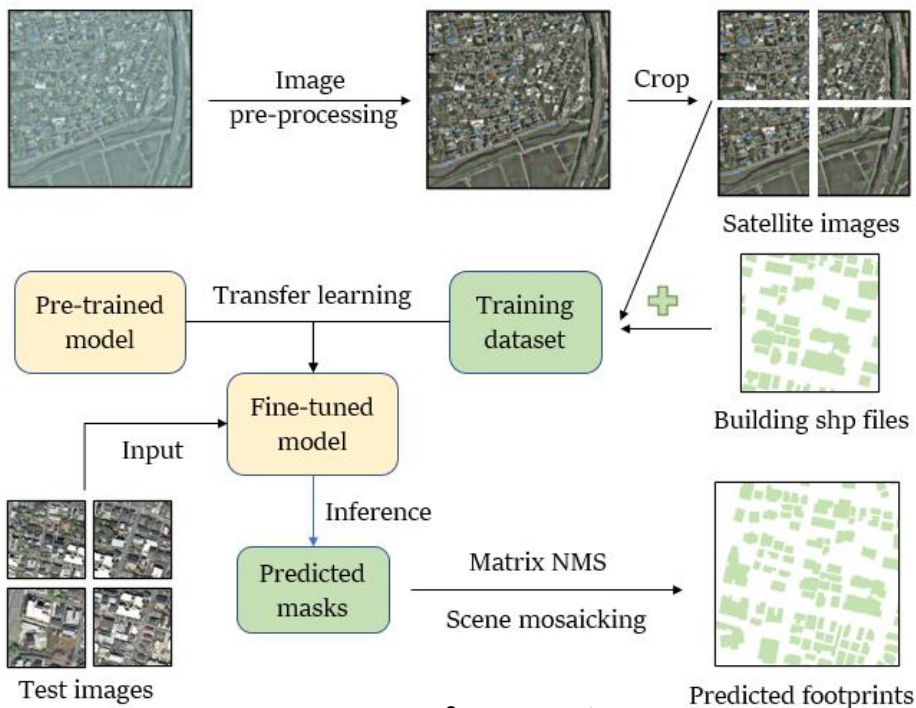 Image
pre-processing
Crop
Satellite images
Pre-trained
model
Transfer learning
Training
dataset
Fine-tuned
model
Building shp files
Input
Inference
Predicted
masks
Matrix NMS
Scene mosaicking
Test images
Predicted footprints